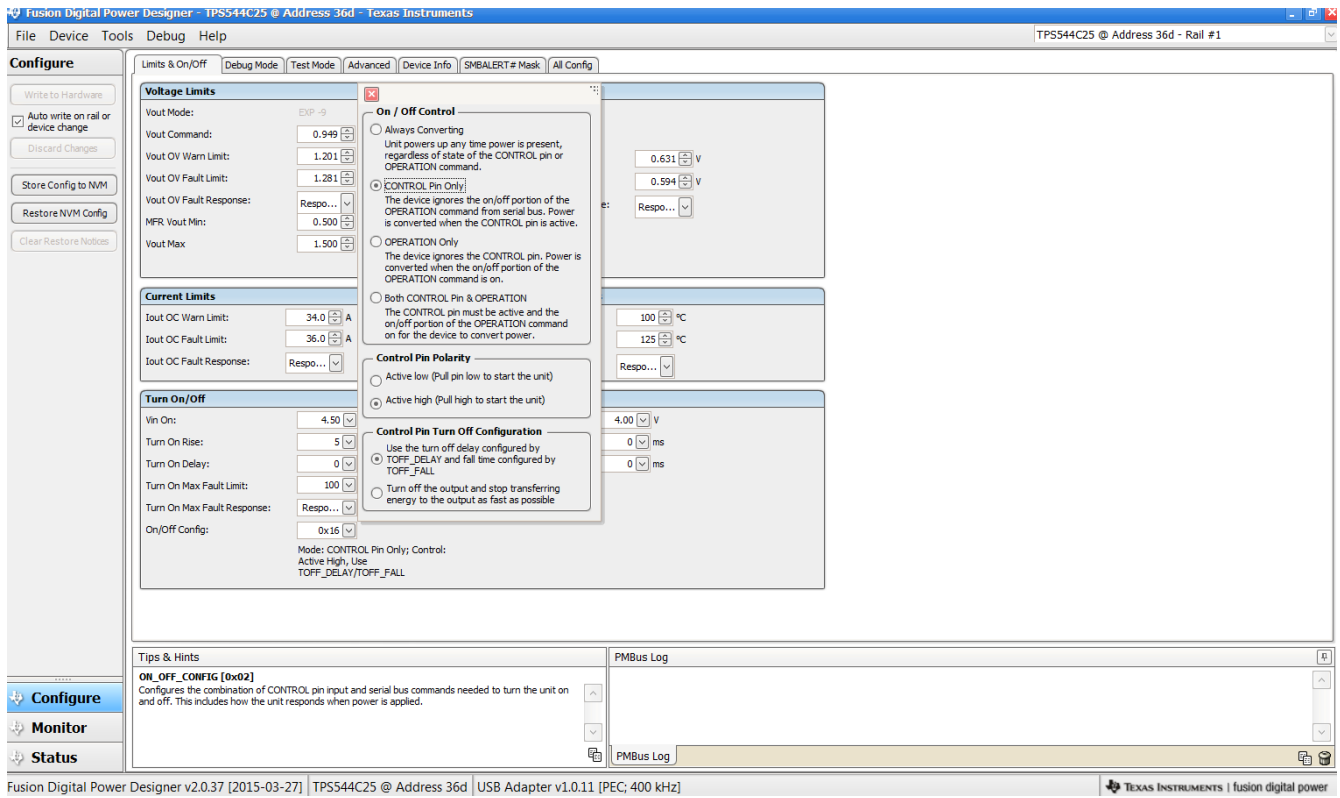 Fusion Digital Power Designer - TPS544C25 @ Address 36d - Texas Instruments
File Device Tools Debug Help
TPS544C25 @ Address 36d - Rail #1
Configure
Write to Hardware
Auto write on rail or
device change
Discard Changes
Store Config to NVM
Restore NVM Config
Clear Restore Notices
Limits & On/Off Debug Mode Test Mode Advanced Device Info SMBALERT# Mask All Config
Voltage Limits
Vout Mode: EXP -9
Vout Command: 0.949
Vout OV Warn Limit: 1.201
Vout OV Fault Limit: 1.281
Vout OV Fault Response: Respo...
MFR Vout Min: 0.500
Vout Max 1.500
0.631 V
0.594 V
e: Respo...
Current Limits
Iout OC Warn Limit: 34.0 A
Iout OC Fault Limit: 36.0 A
Iout OC Fault Response: Respo...
100 ºC
125 ºC
Respo...
Turn On/Off
Vin On: 4.50
Turn On Rise: 5
Turn On Delay: 0
Turn On Max Fault Limit: 100
Turn On Max Fault Response: Respo...
On/Off Config: 0x16
Mode: CONTROL Pin Only; Control:
Active High, Use
TOFF_DELAY/TOFF_FALL
4.00 V
0 ms
0 ms
On / Off Control
Always Converting
Unit powers up any time power is present,
regardless of state of the CONTROL pin or
OPERATION command.
CONTROL Pin Only
The device ignores the on/off portion of the
OPERATION command from serial bus. Power
is converted when the CONTROL pin is active.
OPERATION Only
The device ignores the CONTROL pin. Power is
converted when the on/off portion of the
OPERATION command is on.
Both CONTROL Pin & OPERATION
The CONTROL pin must be active and the
on/off portion of the OPERATION command
on for the device to convert power.
Control Pin Polarity
Active low (Pull pin low to start the unit)
Active high (Pull high to start the unit)
Control Pin Turn Off Configuration
Use the turn off delay configured by
TOFF_DELAY and fall time configured by
TOFF_FALL
Turn off the output and stop transferring
energy to the output as fast as possible
Tips & Hints
ON_OFF_CONFIG [0x02]
Configures the combination of CONTROL pin input and serial bus commands needed to turn the unit on
and off. This includes how the unit responds when power is applied.
PMBus Log
PMBus Log
Configure
Monitor
Status
Fusion Digital Power Designer v2.0.37 [2015-03-27] TPS544C25 @ Address 36d USB Adapter v1.0.11 [PEC; 400 kHz]
TEXAS INSTRUMENTS | fusion digital power